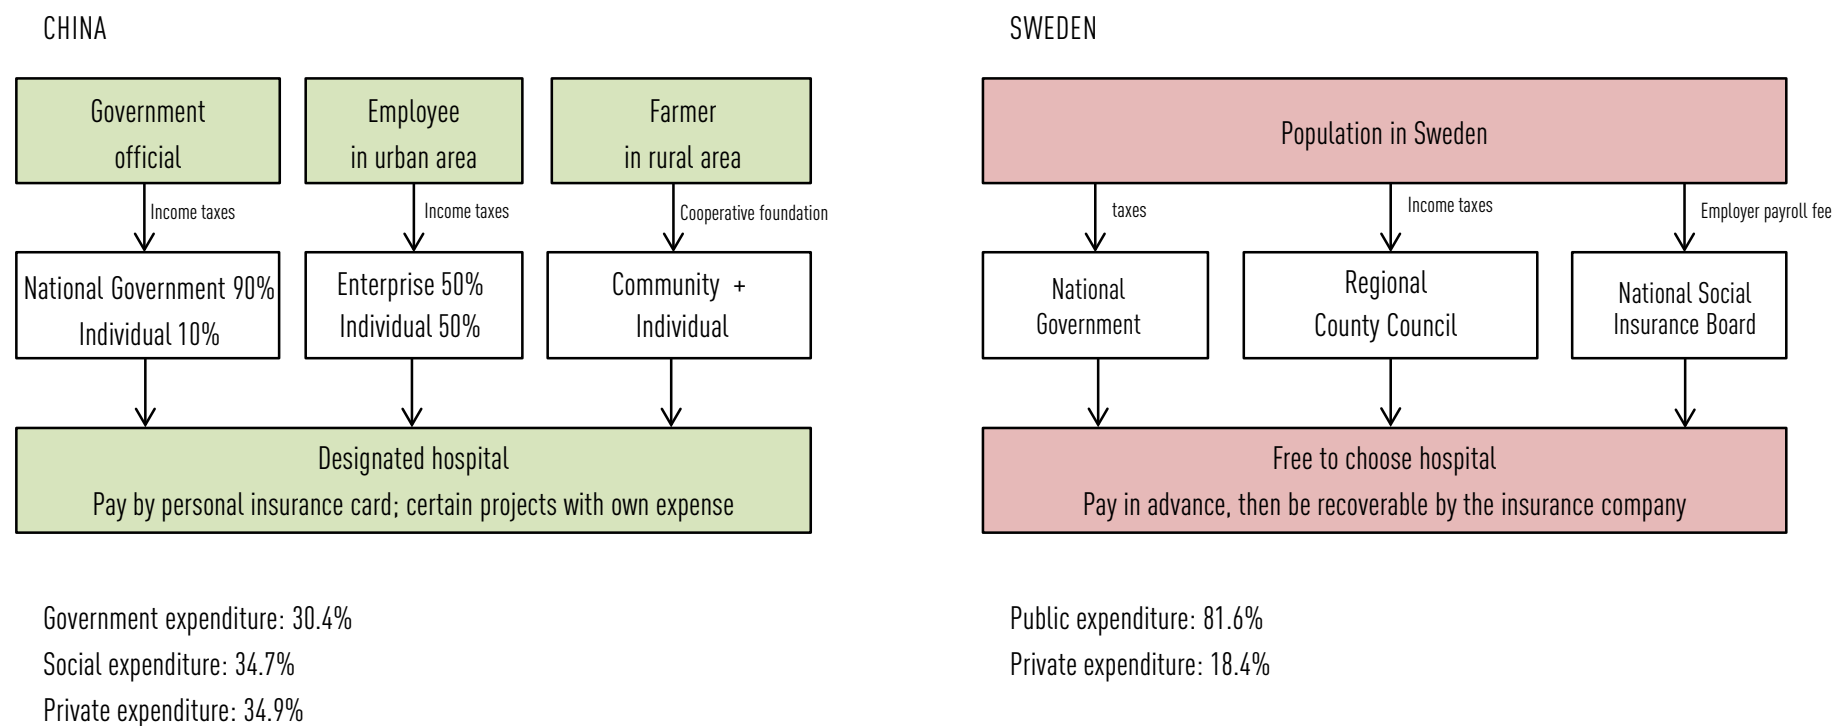 CHINA
Government
official
Employee
in urban area
Farmer
in rural area
Income taxes
Income taxes
Cooperative foundation
National Government 90%
Individual 10%
Enterprise 50%
Individual 50%
Community +
Individual
Designated hospital
Pay by personal insurance card; certain projects with own expense
Government expenditure: 30.4%
Social expenditure: 34.7%
Private expenditure: 34.9%
SWEDEN
Population in Sweden
taxes
Income taxes
Employer payroll fee
National
Government
Regional
County Council
National Social
Insurance Board
Free to choose hospital
Pay in advance, then be recoverable by the insurance company
Public expenditure: 81.6%
Private expenditure: 18.4%